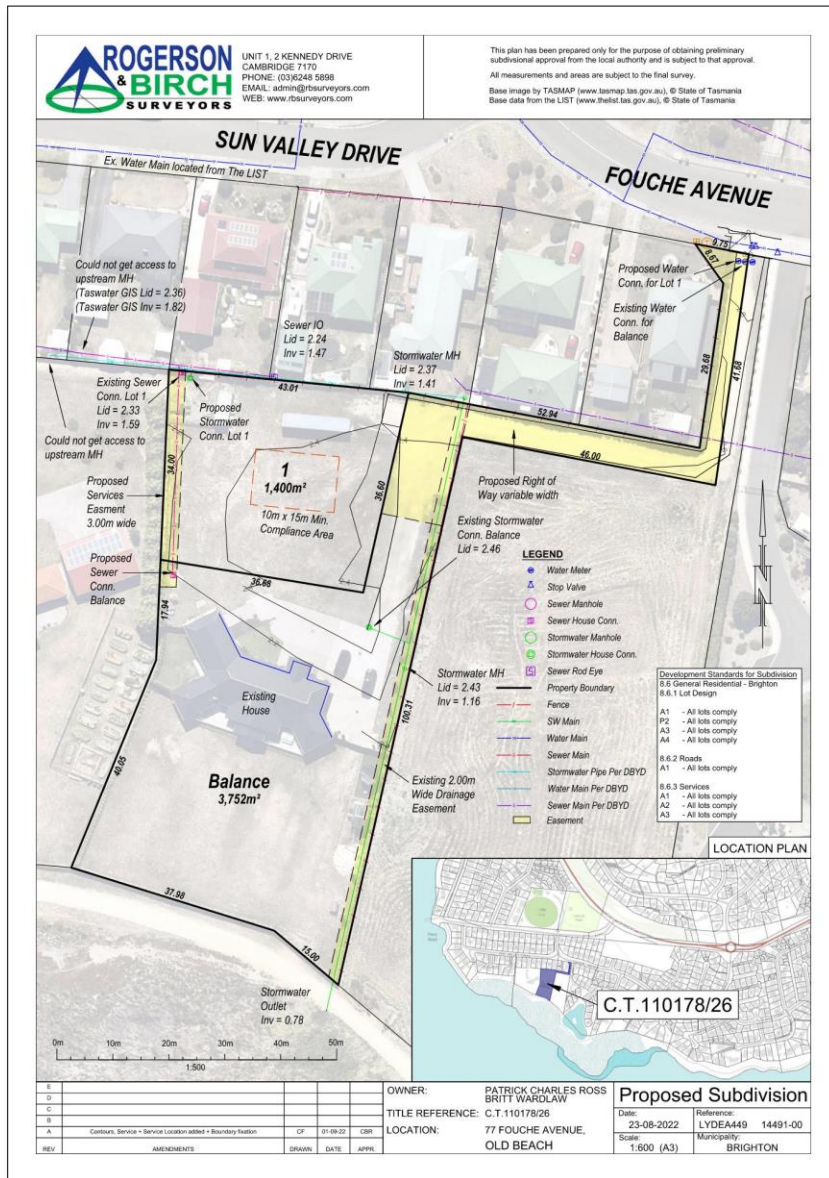 ROGERSON
& BIRCH
SURVEYORS
UNIT 1, 2 KENNEDY DRIVE
CAMBRIDGE 7170
PHONE: (03)6248 5898
EMAIL: admin@rbsurveyors.com
WEB: www.rbsurveyors.com
This plan has been prepared only for the purpose of obtaining preliminary
subdivisional approval from the local authority and is subject to that approval.
All measurements and areas are subject to the final survey.
Base image by TASMAP (www.tasmap.tas.gov.au), © State of Tasmania
Base data from the LIST (www.thelist.tas.gov.au), © State of Tasmania
SUN VALLEY DRIVE
Ex. Water Main located from The LIST
FOUCHE AVENUE
9.75
8.67
Proposed Water
Conn. for Lot 1
Existing Water
Conn. for
Balance
29.68
41.68
Could not get access to
upstream MH
(Taswater GIS Lid = 2.36)
(Taswater GIS Inv = 1.82)
Sewer IO
Lid = 2.24
Inv = 1.47
Stormwater MH
Lid = 2.37
Inv = 1.41
43.01
52.94
46.00
Existing Sewer
Conn. Lot 1
Lid = 2.33
Inv = 1.59
Proposed
Stormwater
Conn. Lot 1
Could not get access to
upstream MH
34.00
1
1,400m²
10m x 15m Min.
Compliance Area
36.60
Proposed Right of
Way variable width
Proposed
Services
Easment
3.00m wide
Existing Stormwater
Conn. Balance
Lid = 2.46
Proposed
Sewer
Conn.
Balance
36.68
17.94
Existing
House
Stormwater MH
Lid = 2.43
Inv = 1.16
100.31
40.05
Balance
3,752m²
Existing 2.00m
Wide Drainage
Easement
37.98
15.00
Stormwater
Outlet
Inv = 0.78
N
LEGEND
Water Meter
Stop Valve
Sewer Manhole
Sewer House Conn.
Stormwater Manhole
Stormwater House Conn.
Sewer Rod Eye
Property Boundary
Fence
SW Main
Water Main
Sewer Main
Stormwater Pipe Per DBYD
Water Main Per DBYD
Sewer Main Per DBYD
Easement
Development Standards for Subdivision
8.6 General Residential - Brighton
8.6.1 Lot Design
A1 - All lots comply
P2 - All lots comply
A3 - All lots comply
A4 - All lots comply
8.6.2 Roads
A1 - All lots comply
8.6.3 Services
A1 - All lots comply
A2 - All lots comply
A3 - All lots comply
LOCATION PLAN
C.T.110178/26
0m 10m 20m 30m 40m 50m
1:500
E
D
C
B
A Contours, Service + Service Location added + Boundary fixation CF 01-09-22 CBR
REV AMENDMENTS DRAWN DATE APPR.
OWNER: PATRICK CHARLES ROSS
BRITT WARDLAW
TITLE REFERENCE: C.T.110178/26
LOCATION: 77 FOUCHE AVENUE,
OLD BEACH
Proposed Subdivision
Date: 23-08-2022
Reference: LYDEA449 14491-00
Scale: 1:600 (A3)
Municipality: BRIGHTON